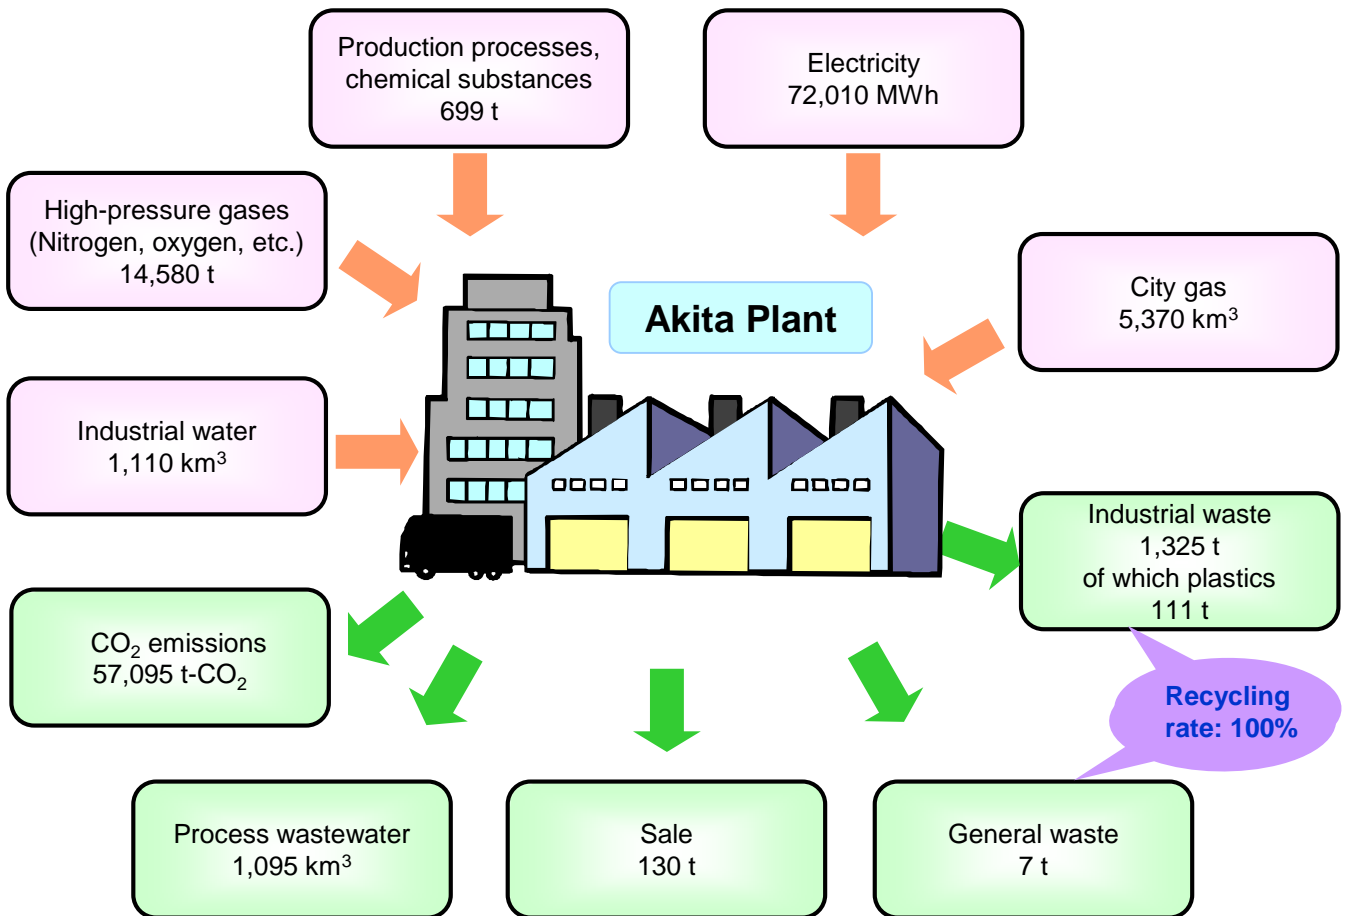 Production processes,
chemical substances
699 t
Electricity
72,010 MWh
High-pressure gases
(Nitrogen, oxygen, etc.)
14,580 t
City gas
5,370 km³
Akita Plant
Industrial water
1,110 km³
Industrial waste
1,325 t
of which plastics
111 t
CO₂ emissions
57,095 t-CO₂
Recycling
rate: 100%
Process wastewater
1,095 km³
Sale
130 t
General waste
7 t